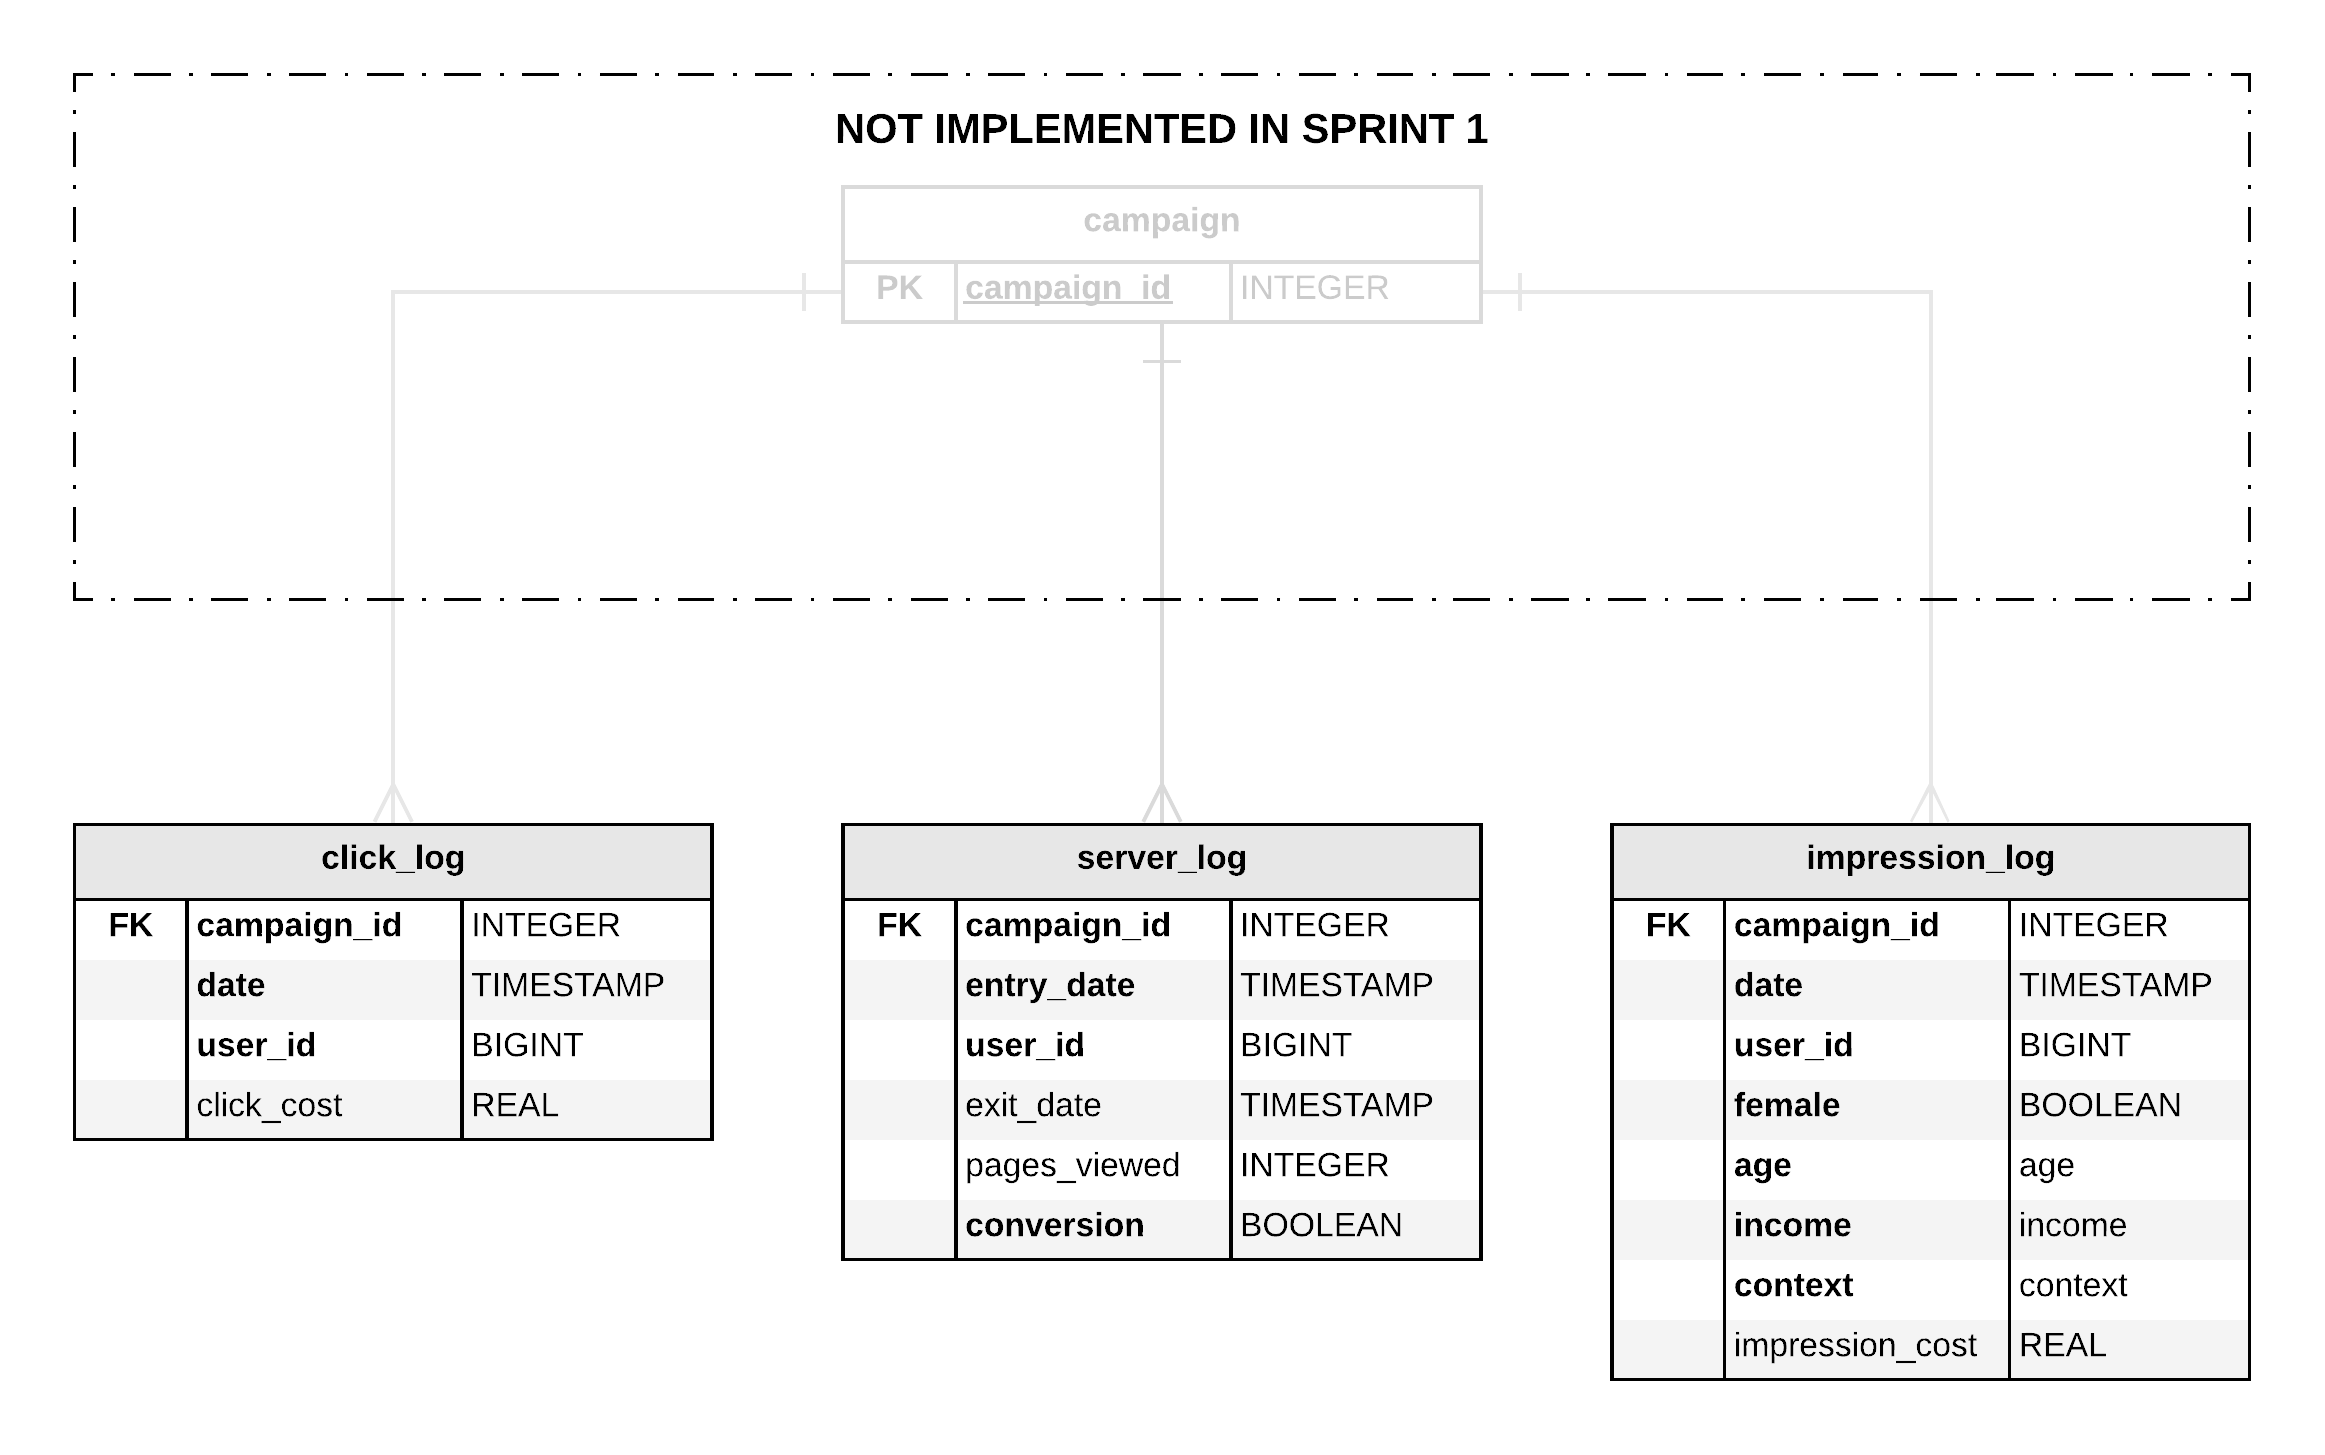 NOT IMPLEMENTED IN SPRINT 1
campaign
PK campaign_id INTEGER
click_log
FK campaign_id INTEGER
date TIMESTAMP
user_id BIGINT
click_cost REAL
server_log
FK campaign_id INTEGER
entry_date TIMESTAMP
user_id BIGINT
exit_date TIMESTAMP
pages_viewed INTEGER
conversion BOOLEAN
impression_log
FK campaign_id INTEGER
date TIMESTAMP
user_id BIGINT
female BOOLEAN
age age
income income
context context
impression_cost REAL